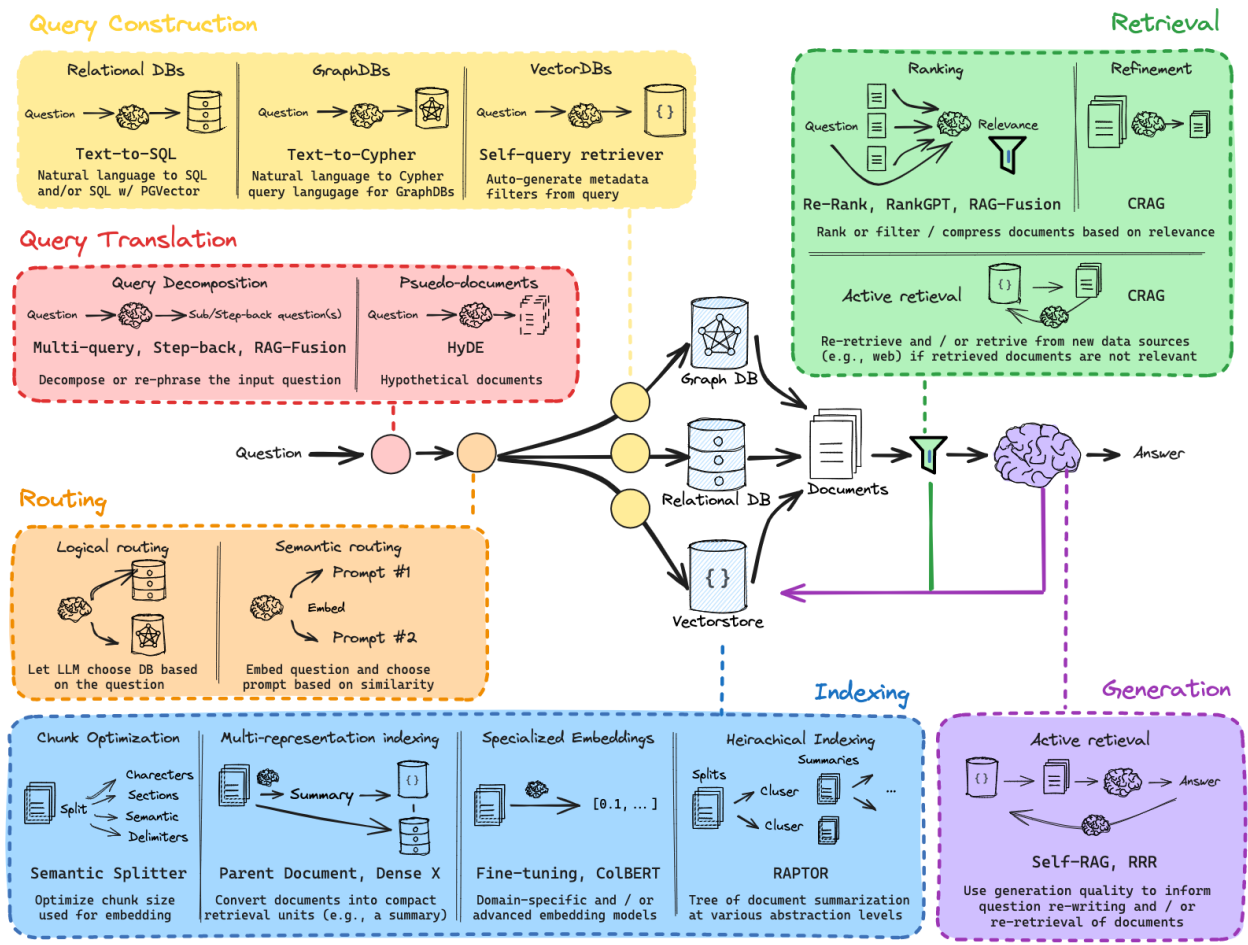 Query Construction
Relational DBs
Question
Text-to-SQL
Natural language to SQL
and/or SQL w/ PGVector
GraphDBs
Question
Text-to-Cypher
Natural language to Cypher
query langugage for GraphDBs
VectorDBs
Question
{ }
Self-query retriever
Auto-generate metadata
filters from query
Retrieval
Ranking
Question
Relevance
Re-Rank, RankGPT, RAG-Fusion
Refinement
CRAG
Rank or filter / compress documents based on relevance
Active retieval
{ }
CRAG
Re-retrieve and / or retrive from new data sources
(e.g., web) if retrieved documents are not relevant
Query Translation
Query Decomposition
Question
Sub/Step-back question(s)
Multi-query, Step-back, RAG-Fusion
Decompose or re-phrase the input question
Psuedo-documents
Question
HyDE
Hypothetical documents
Question
Graph DB
Relational DB
{ }
Vectorstore
Documents
Answer
Routing
Logical routing
Let LLM choose DB based
on the question
Semantic routing
Prompt #1
Embed
Prompt #2
Embed question and choose
prompt based on similarity
Indexing
Chunk Optimization
Split
Charecters
Sections
Semantic
Delimiters
Semantic Splitter
Optimize chunk size
used for embedding
Multi-representation indexing
Summary
{ }
Parent Document, Dense X
Convert documents into compact
retrieval units (e.g., a summary)
Specialized Embeddings
[0.1, ... ]
Fine-tuning, ColBERT
Domain-specific and / or
advanced embedding models
Heirachical Indexing
Summaries
Splits
Cluser
Cluser
...
RAPTOR
Tree of document summarization
at various abstraction levels
Generation
Active retieval
{ }
Answer
Self-RAG, RRR
Use generation quality to inform
question re-writing and / or
re-retrieval of documents